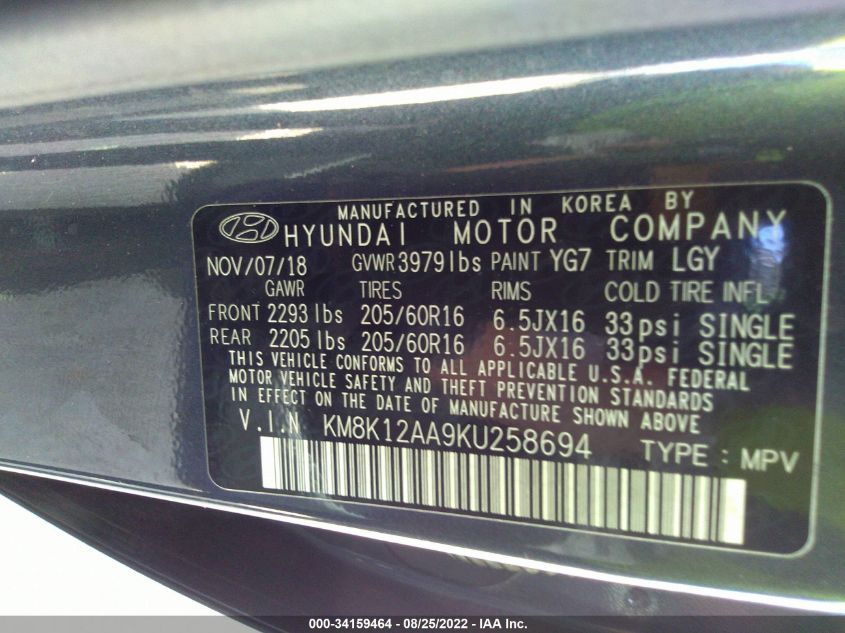 MANUFACTURED IN KOREA BY
HYUNDAI MOTOR COMPANY
NOV/07/18 GVWR 3979lbs PAINT YG7 TRIM LGY
GAWR TIRES RIMS COLD TIRE INFL
FRONT 2293 lbs 205/60R16 6.5JX16 33psi SINGLE
REAR 2205 lbs 205/60R16 6.5JX16 33psi SINGLE
THIS VEHICLE CONFORMS TO ALL APPLICABLE U.S.A. FEDERAL
MOTOR VEHICLE SAFETY AND THEFT PREVENTION STANDARDS
IN EFFECT ON THE DATE OF MANUFACTURE SHOWN ABOVE
V.I.N KM8K12AA9KU258694 TYPE : MPV
000-34159464 - 08/25/2022 - IAA Inc.